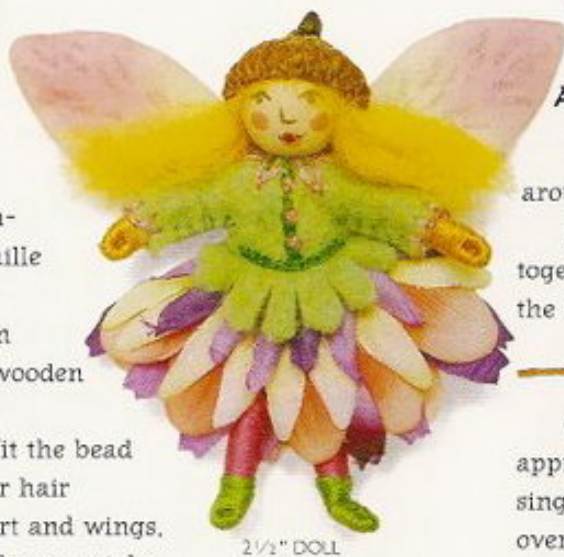 ille
n
wooden
it the bead
r hair
rt and wings,
2½" DOLL
A
aro
toge
the
app
sing
over